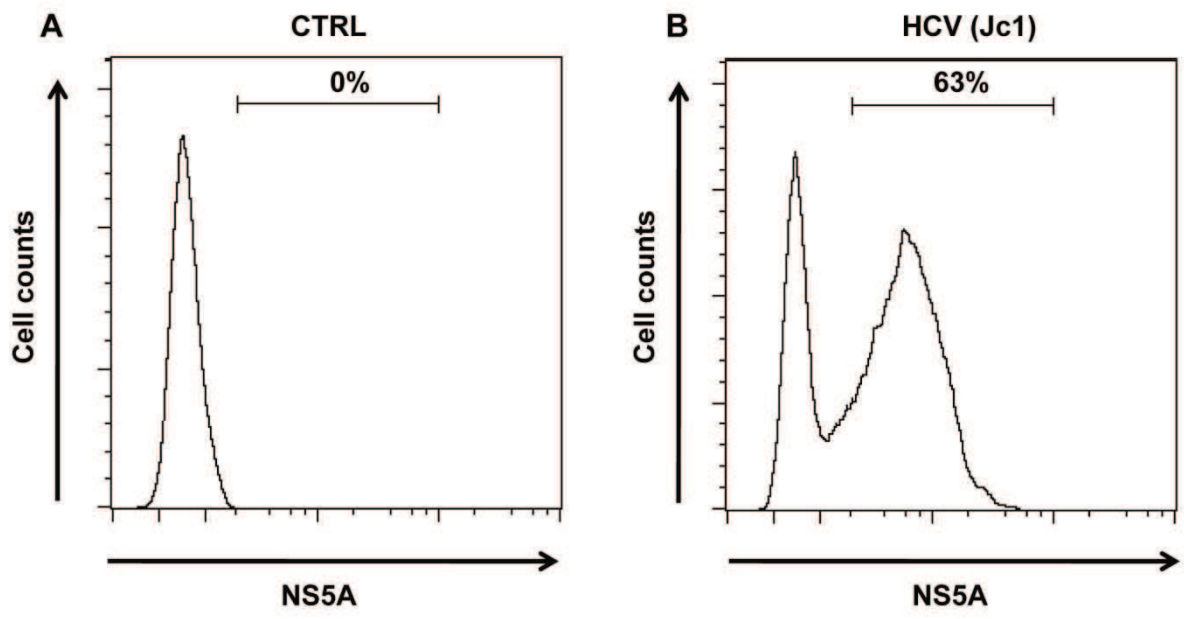 A
CTRL
0%
Cell counts
NS5A
B
HCV (Jc1)
63%
Cell counts
NS5A